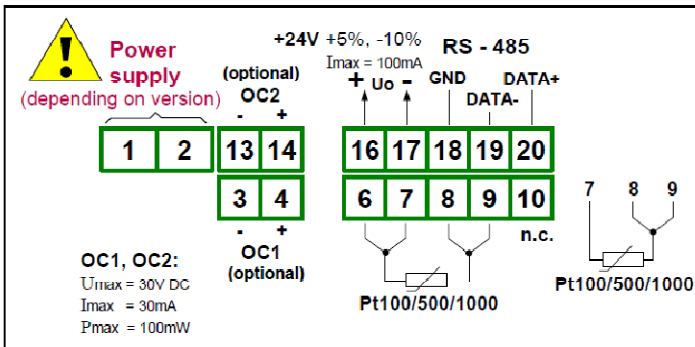 Power
supply
(depending on version)
(optional)
OC2
- +
+24V +5%, -10%
Imax = 100mA
+ Uo -
RS - 485
GND DATA+
DATA-
1 2 13 14 16 17 18 19 20
3 4 6 7 8 9 10
- +
OC1
(optional)
n.c.
OC1, OC2:
Umax = 30V DC
Imax = 30mA
Pmax = 100mW
Pt100/500/1000
7 8 9
Pt100/500/1000